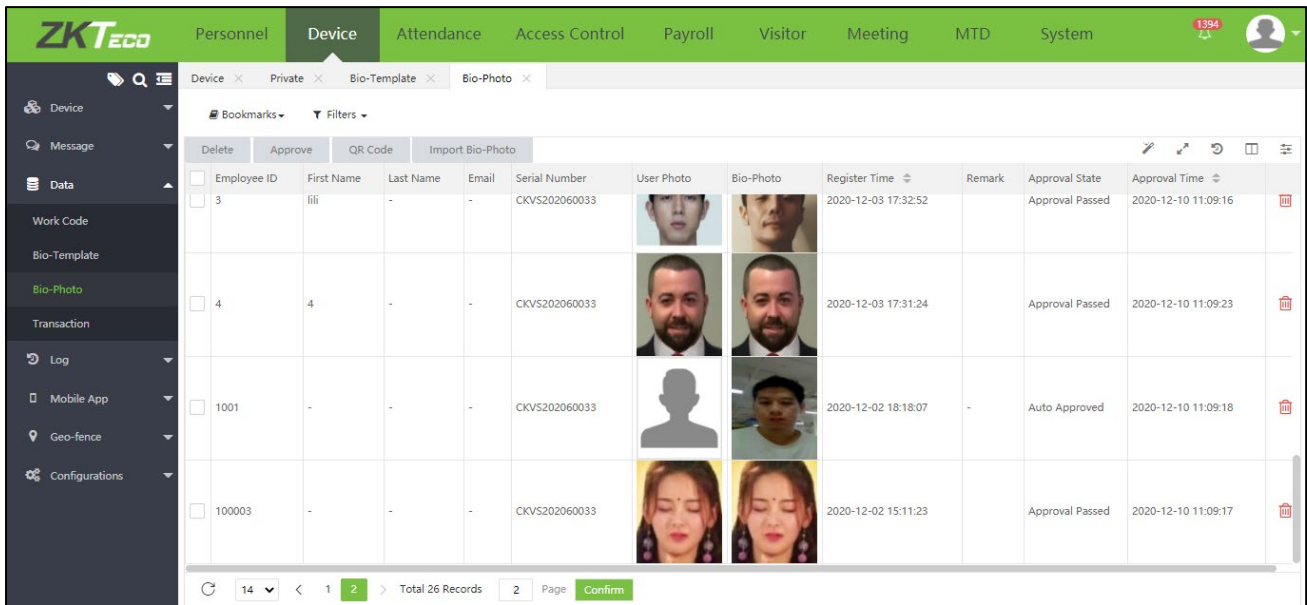 ZKTeco
Personnel Device Attendance Access Control Payroll Visitor Meeting MTD System 1394
Device Private Bio-Template Bio-Photo
Device
Message
Data
Work Code
Bio-Template
Bio-Photo
Transaction
Log
Mobile App
Geo-fence
Configurations
Bookmarks Filters
Delete Approve QR Code Import Bio-Photo
Employee ID First Name Last Name Email Serial Number User Photo Bio-Photo Register Time Remark Approval State Approval Time
3 lili - - CKVS202060033 2020-12-03 17:32:52 Approval Passed 2020-12-10 11:09:16
4 4 - - CKVS202060033 2020-12-03 17:31:24 Approval Passed 2020-12-10 11:09:23
1001 - - - CKVS202060033 2020-12-02 18:18:07 - Auto Approved 2020-12-10 11:09:18
100003 - - - CKVS202060033 2020-12-02 15:11:23 Approval Passed 2020-12-10 11:09:17
14 < 1 2 > Total 26 Records 2 Page Confirm